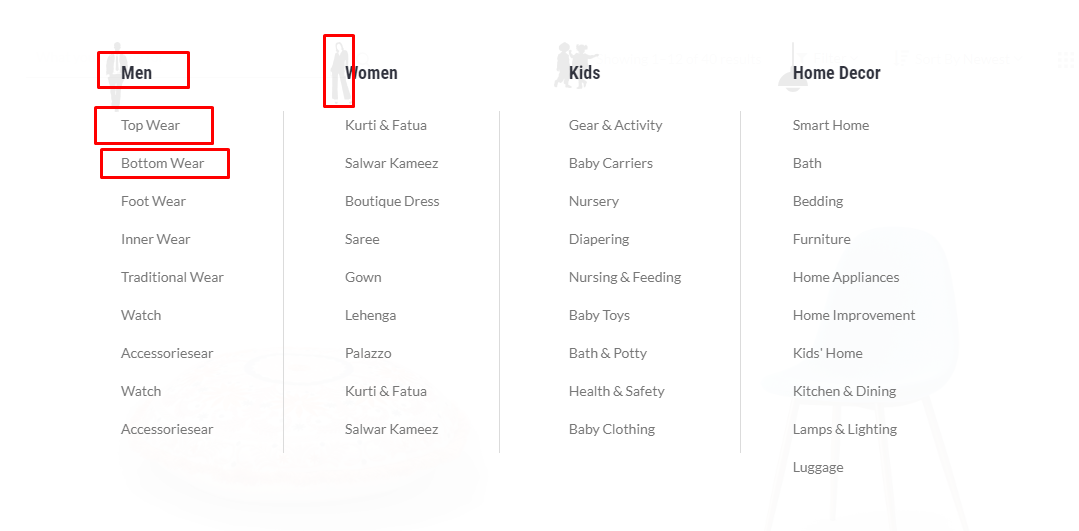 Men
Top Wear
Bottom Wear
Foot Wear
Inner Wear
Traditional Wear
Watch
Accessoriesear
Watch
Accessoriesear
Women
Kurti & Fatua
Salwar Kameez
Boutique Dress
Saree
Gown
Lehenga
Palazzo
Kurti & Fatua
Salwar Kameez
Kids
Gear & Activity
Baby Carriers
Nursery
Diapering
Nursing & Feeding
Baby Toys
Bath & Potty
Health & Safety
Baby Clothing
Home Decor
Smart Home
Bath
Bedding
Furniture
Home Appliances
Home Improvement
Kids' Home
Kitchen & Dining
Lamps & Lighting
Luggage